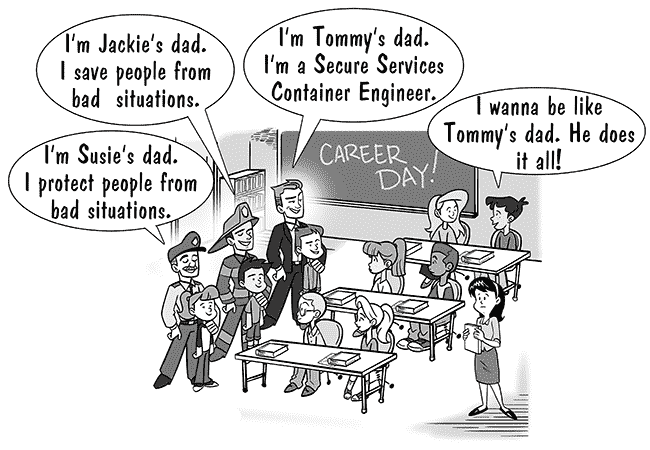 I'm Susie's dad.
I protect people from
bad situations.
I'm Jackie's dad.
I save people from
bad situations.
I'm Tommy's dad.
I'm a Secure Services
Container Engineer.
I wanna be like
Tommy's dad. He does
it all!
CAREER
DAY!